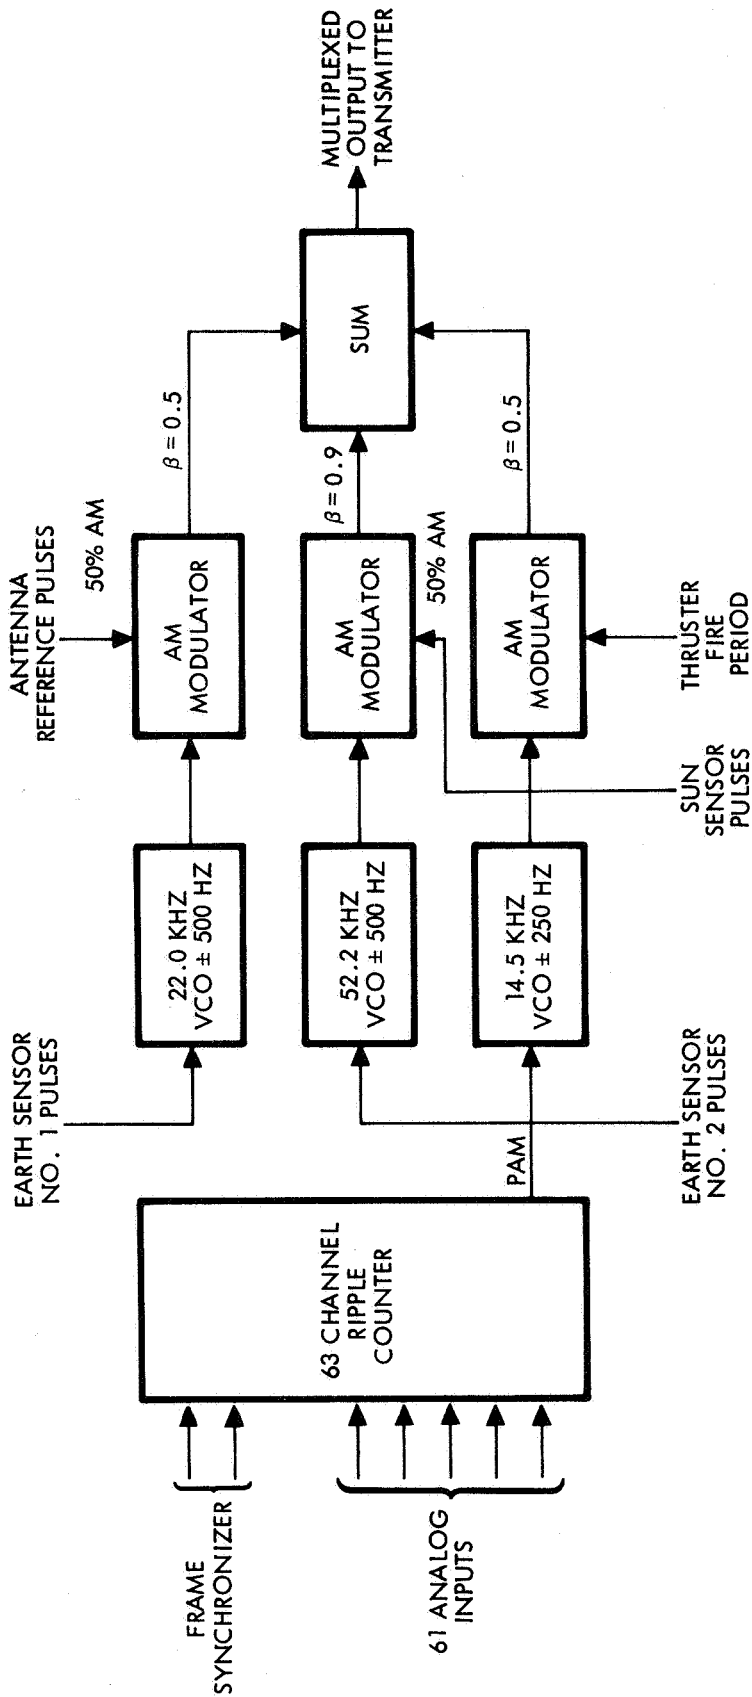 FRAME
SYNCHRONIZER
61 ANALOG
INPUTS
63 CHANNEL
RIPPLE
COUNTER
PAM
EARTH SENSOR
NO. 1 PULSES
EARTH SENSOR
NO. 2 PULSES
22.0 KHZ
VCO ± 500 HZ
52.2 KHZ
VCO ± 500 HZ
14.5 KHZ
VCO ± 250 HZ
SUN
SENSOR
PULSES
ANTENNA
REFERENCE PULSES
50% AM
AM
MODULATOR
AM
MODULATOR
50% AM
AM
MODULATOR
THRUSTER
FIRE
PERIOD
β = 0.5
β = 0.9
β = 0.5
SUM
MULTIPLEXED
OUTPUT TO
TRANSMITTER